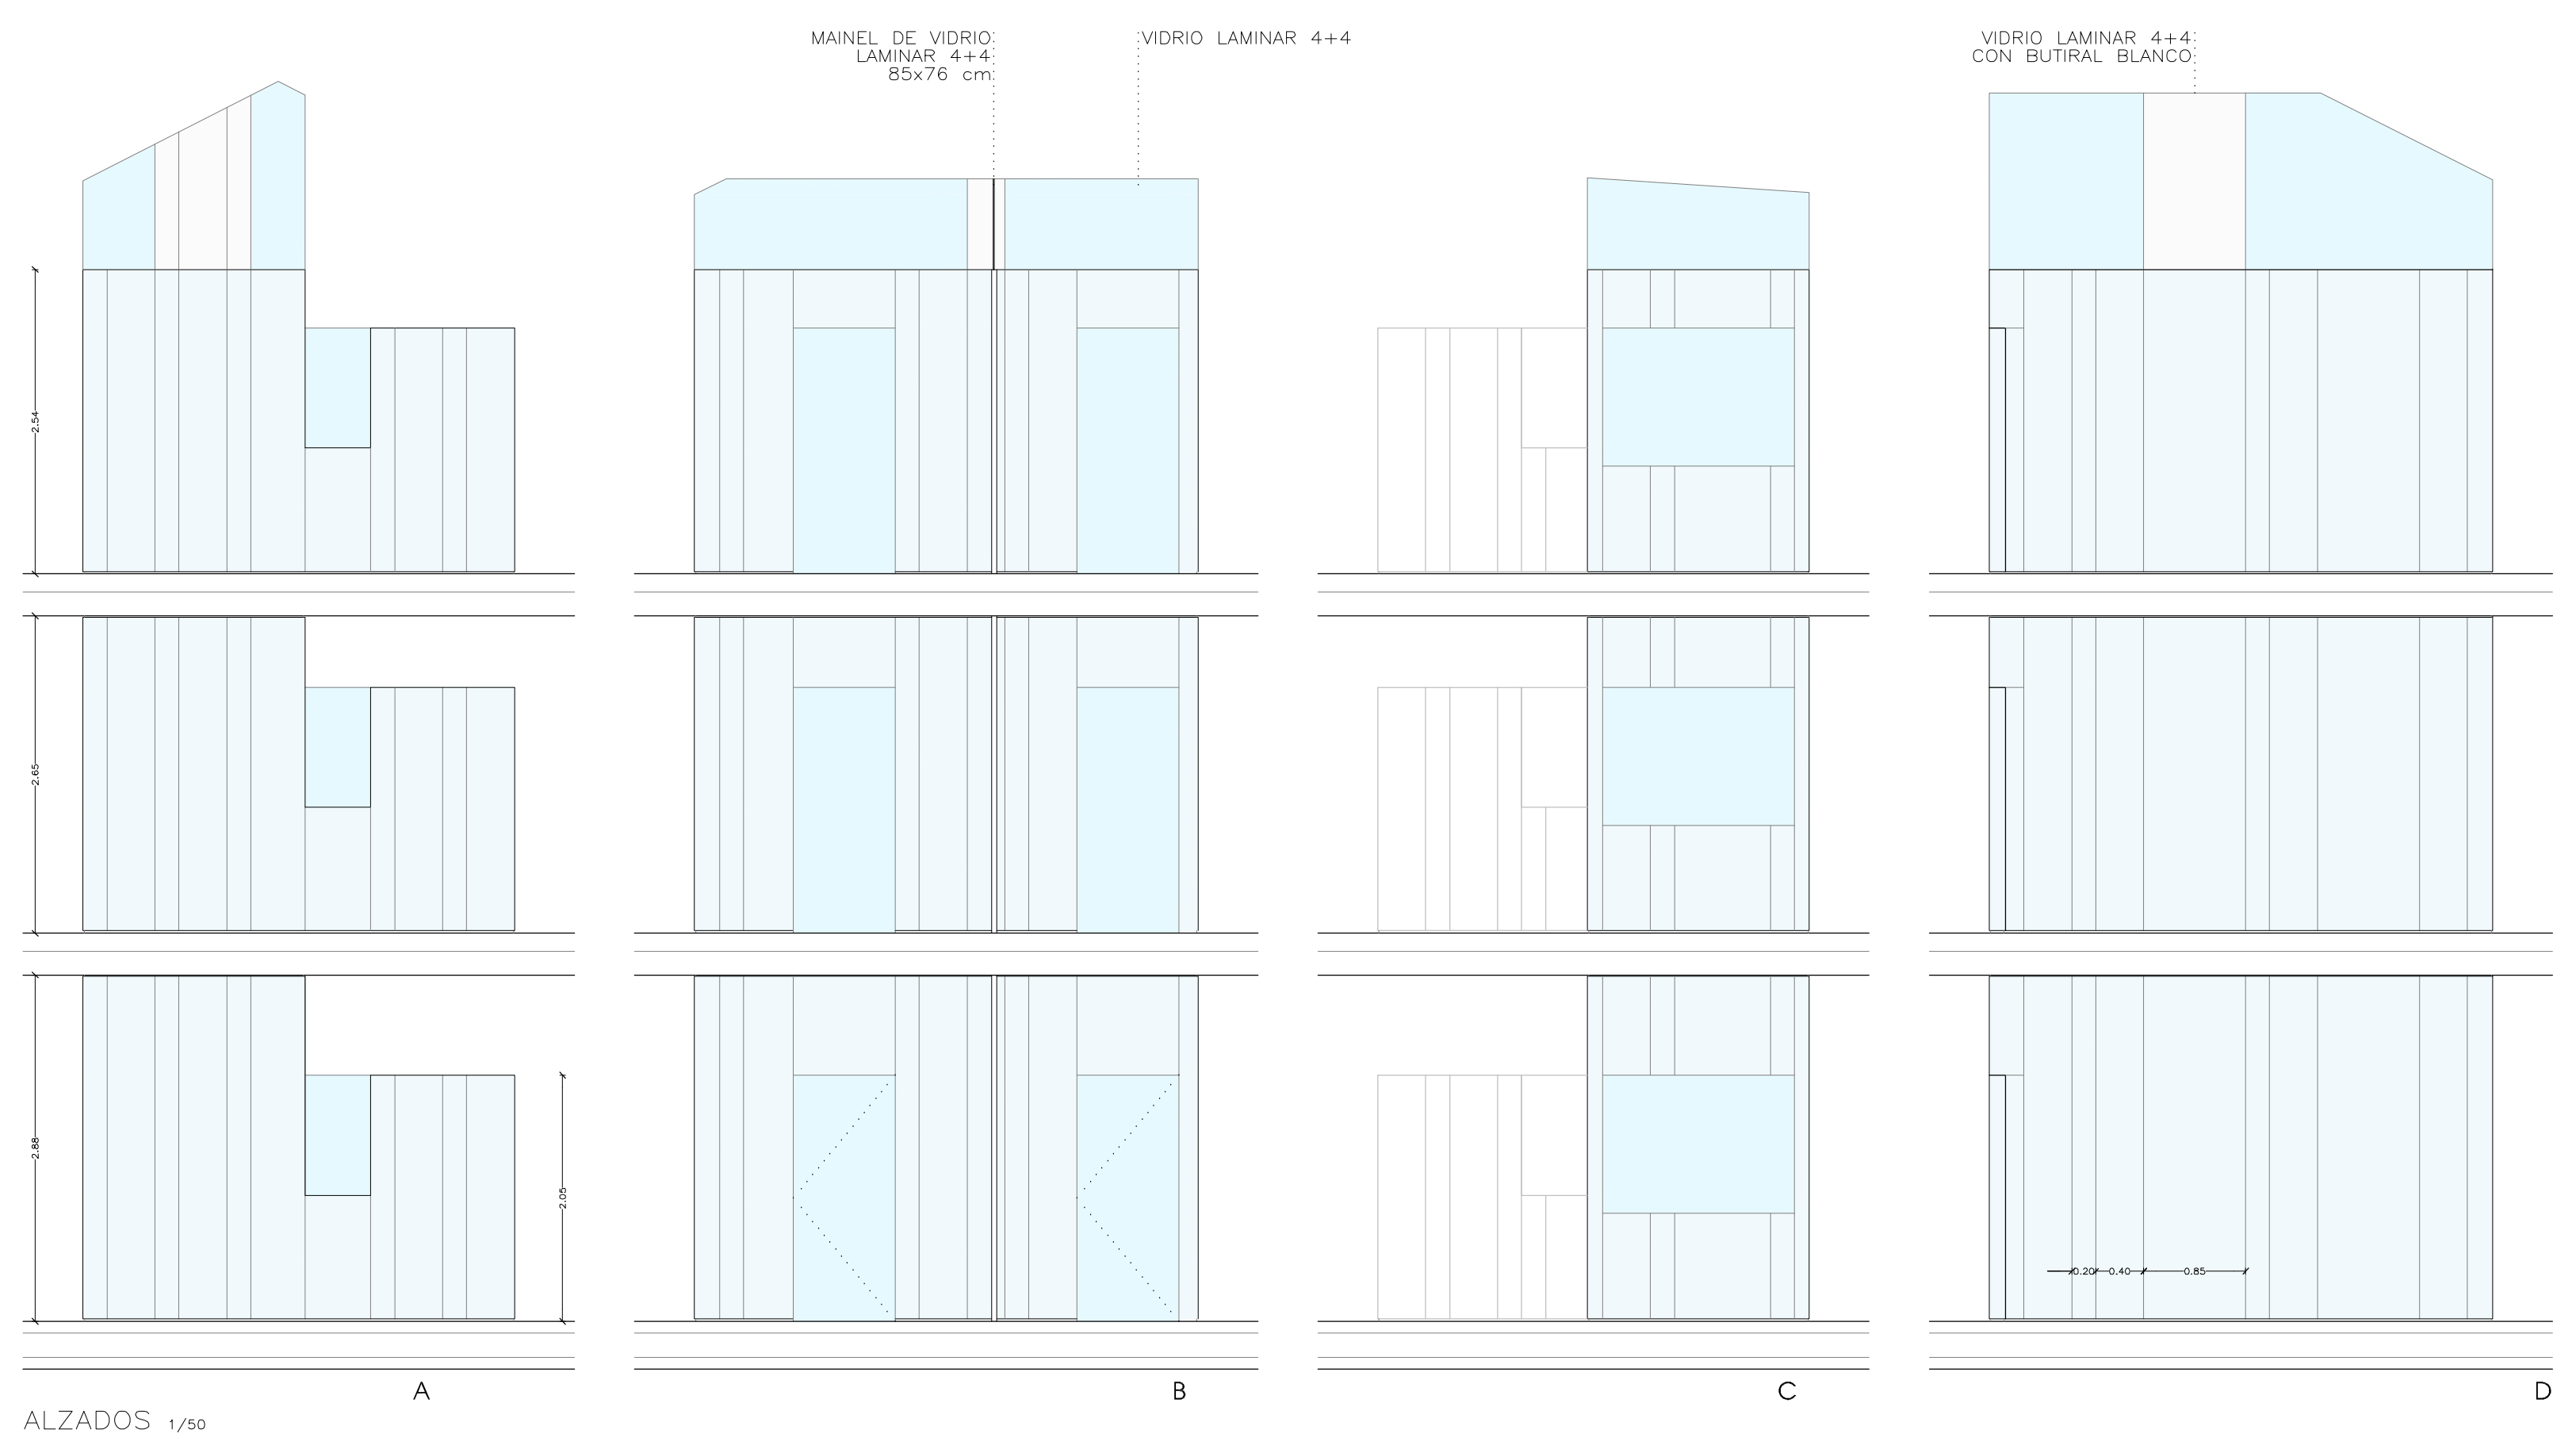 MAINEL DE VIDRIO
LAMINAR 4+4
85x76 cm
VIDRIO LAMINAR 4+4
VIDRIO LAMINAR 4+4
CON BUTIRAL BLANCO
2.54
2.65
2.88
2.05
0.20
0.40
0.85
A
B
C
D
ALZADOS 1/50